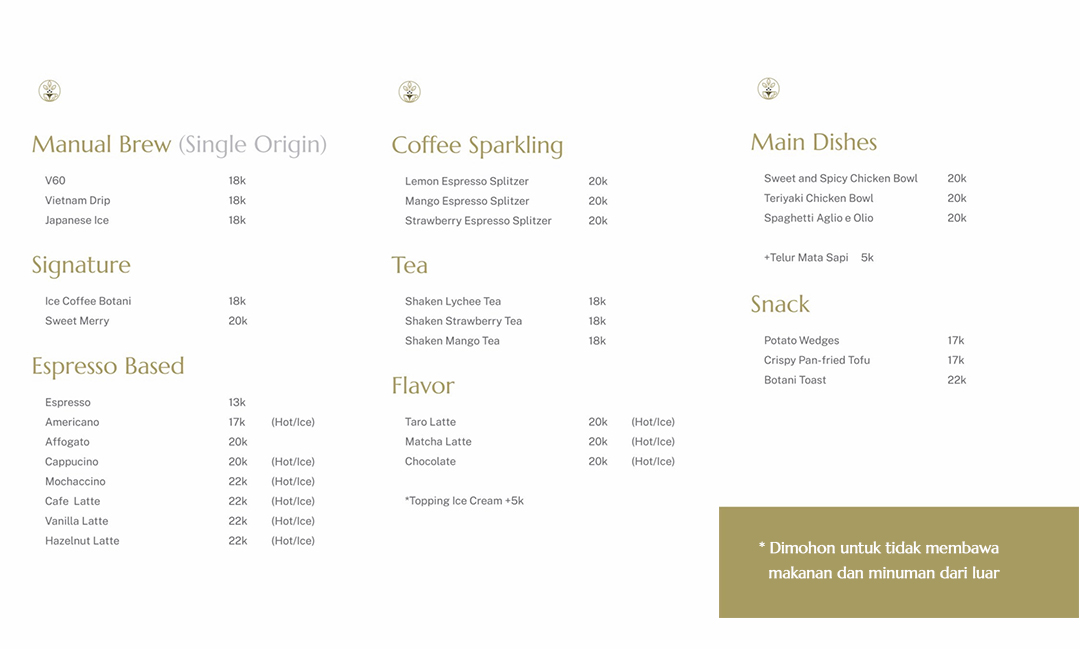 Manual Brew (Single Origin)
V60 18k
Vietnam Drip 18k
Japanese Ice 18k
Signature
Ice Coffee Botani 18k
Sweet Merry 20k
Espresso Based
Espresso 13k
Americano 17k (Hot/Ice)
Affogato 20k
Cappucino 20k (Hot/Ice)
Mochaccino 22k (Hot/Ice)
Cafe Latte 22k (Hot/Ice)
Vanilla Latte 22k (Hot/Ice)
Hazelnut Latte 22k (Hot/Ice)
Coffee Sparkling
Lemon Espresso Splitzer 20k
Mango Espresso Splitzer 20k
Strawberry Espresso Splitzer 20k
Tea
Shaken Lychee Tea 18k
Shaken Strawberry Tea 18k
Shaken Mango Tea 18k
Flavor
Taro Latte 20k (Hot/Ice)
Matcha Latte 20k (Hot/Ice)
Chocolate 20k (Hot/Ice)
*Topping Ice Cream +5k
Main Dishes
Sweet and Spicy Chicken Bowl 20k
Teriyaki Chicken Bowl 20k
Spaghetti Aglio e Olio 20k
+Telur Mata Sapi 5k
Snack
Potato Wedges 17k
Crispy Pan-fried Tofu 17k
Botani Toast 22k
* Dimohon untuk tidak membawa
makanan dan minuman dari luar